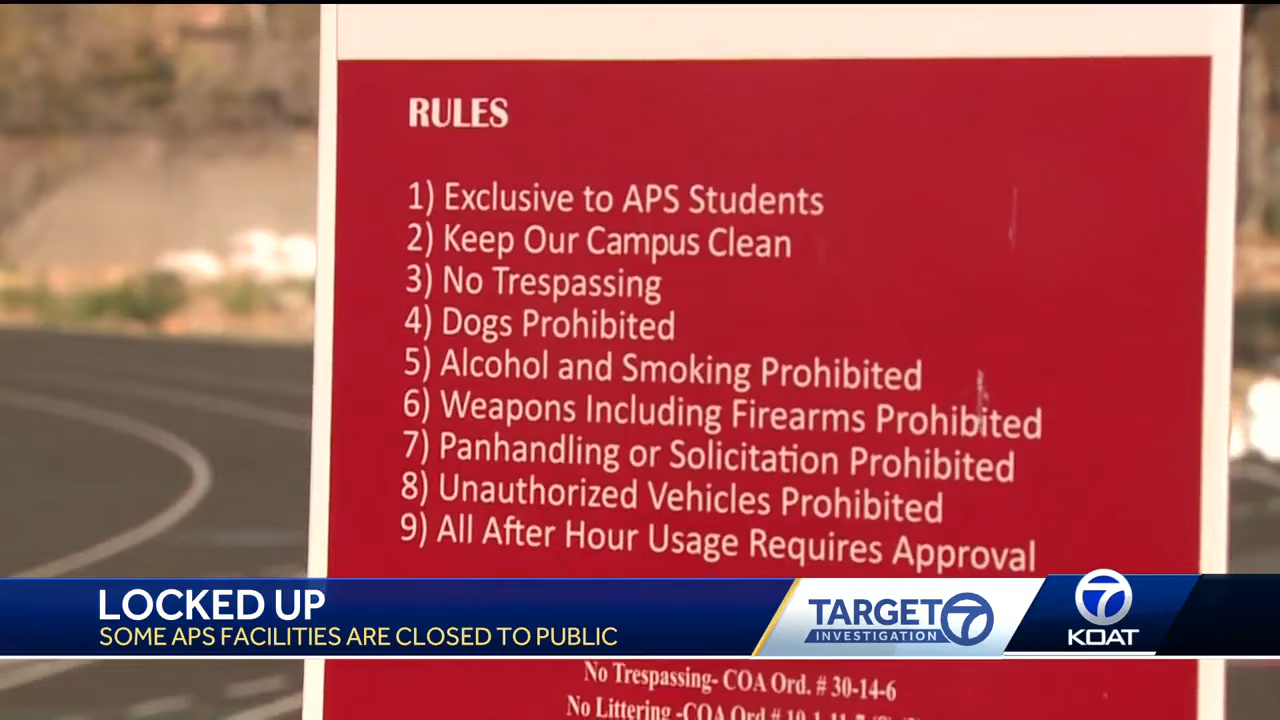 RULES
1) Exclusive to APS Students
2) Keep Our Campus Clean
3) No Trespassing
4) Dogs Prohibited
5) Alcohol and Smoking Prohibited
6) Weapons Including Firearms Prohibited
7) Panhandling or Solicitation Prohibited
8) Unauthorized Vehicles Prohibited
9) All After Hour Usage Requires Approval
LOCKED UP
SOME APS FACILITIES ARE CLOSED TO PUBLIC
TARGET 7
INVESTIGATION
7
KOAT
No Trespassing- COA Ord. # 30-14-6
No Littering -COA Ord #